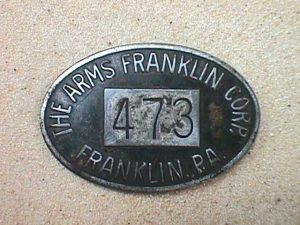 THE ARMS FRANKLIN CORP.
473
FRANKLIN, PA.